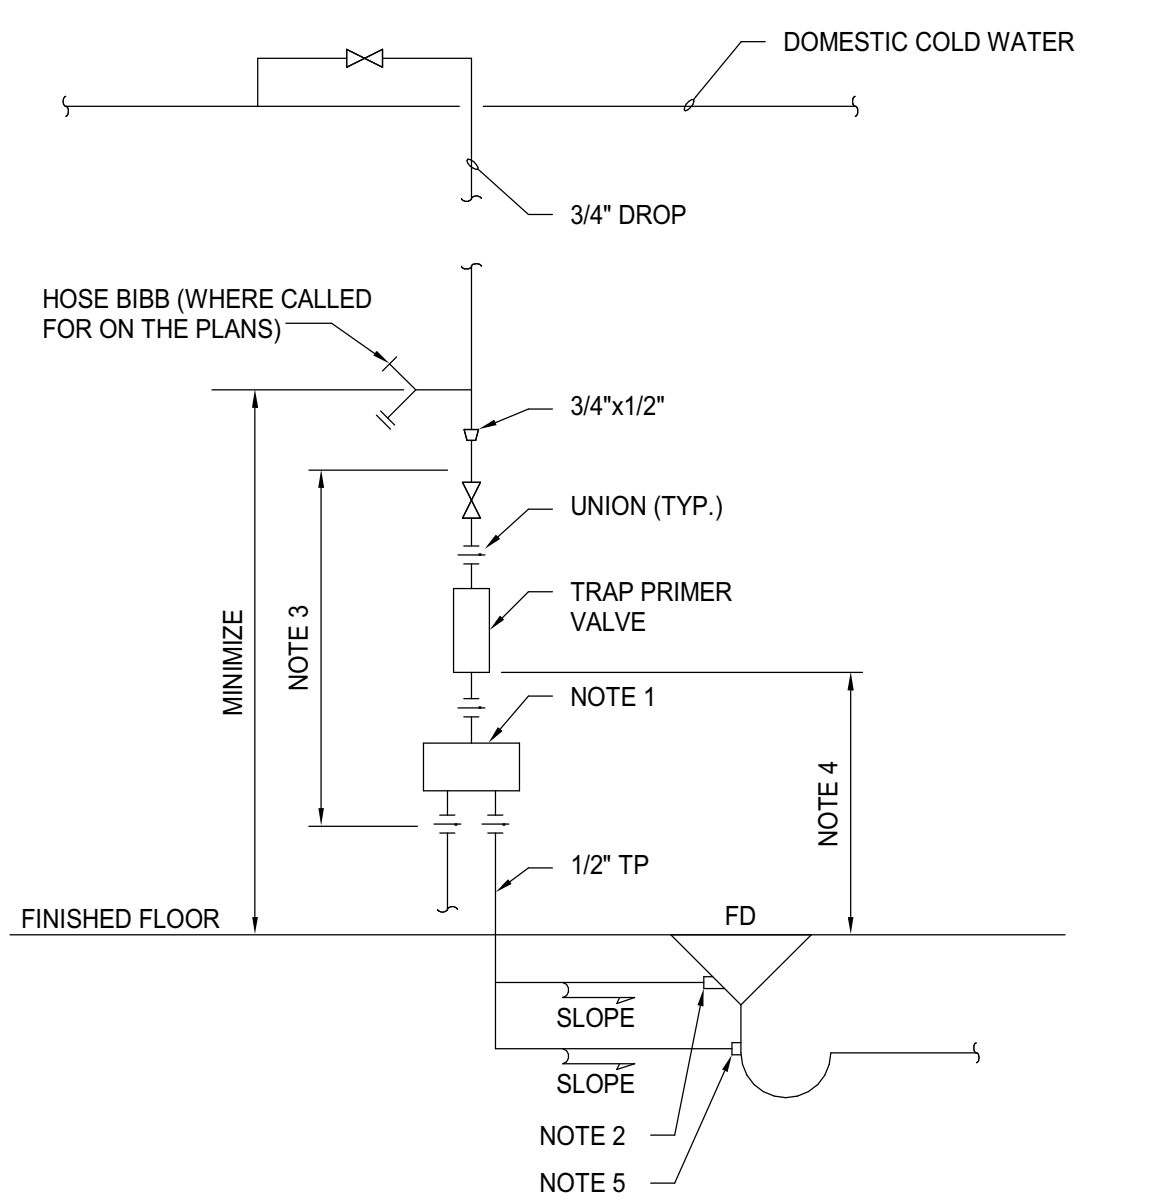 DOMESTIC COLD WATER
3/4" DROP
HOSE BIBB (WHERE CALLED
FOR ON THE PLANS)
3/4"x1/2"
UNION (TYP.)
TRAP PRIMER
VALVE
MINIMIZE
NOTE 3
NOTE 1
NOTE 4
1/2" TP
FINISHED FLOOR
FD
SLOPE
SLOPE
NOTE 2
NOTE 5